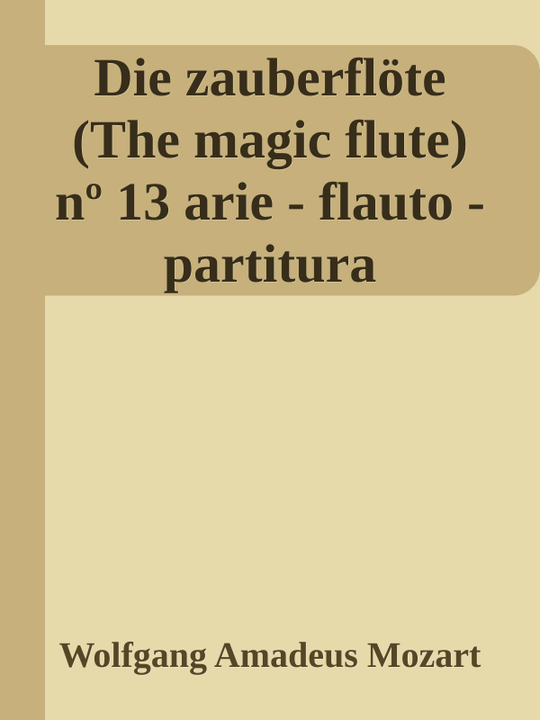 Die zauberflöte
(The magic flute)
nº 13 arie - flauto -
partitura
Wolfgang Amadeus Mozart